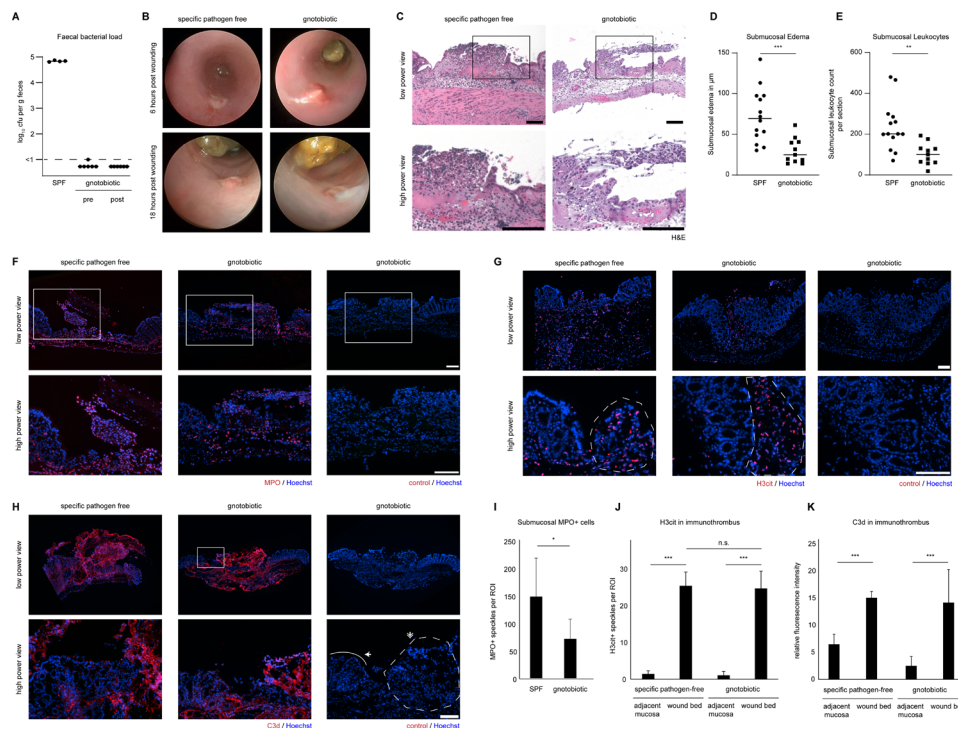 A
Faecal bacterial load
log10 cfu per g feces
5
4
3
2
<1
SPF
gnotobiotic
pre
post
B
specific pathogen free
gnotobiotic
6 hours post wounding
18 hours post wounding
C
specific pathogen free
gnotobiotic
low power view
high power view
H&E
D
Submucosal Edema
***
Submucosal edema in µm
150
100
50
0
SPF
gnotobiotic
E
Submucosal Leukocytes
**
Submucosal leukocyte count
per section
600
400
200
0
SPF
gnotobiotic
F
specific pathogen free
gnotobiotic
gnotobiotic
low power view
high power view
MPO / Hoechst
control / Hoechst
G
specific pathogen free
gnotobiotic
gnotobiotic
low power view
high power view
H3cit / Hoechst
control / Hoechst
H
specific pathogen free
gnotobiotic
gnotobiotic
low power view
high power view
*
C3d / Hoechst
control / Hoechst
I
Submucosal MPO+ cells
*
MPO+ speckles per ROI
250
200
150
100
50
0
SPF
gnotobiotic
J
H3cit in immunothrombus
n.s.
***
***
H3cit+ speckles per ROI
30
20
10
0
specific pathogen-free
gnotobiotic
adjacent
mucosa
wound bed
adjacent
mucosa
wound bed
K
C3d in immunothrombus
***
***
relative fluoresecence intensity
25
20
15
10
5
0
specific pathogen-free
gnotobiotic
adjacent
mucosa
wound bed
adjacent
mucosa
wound b